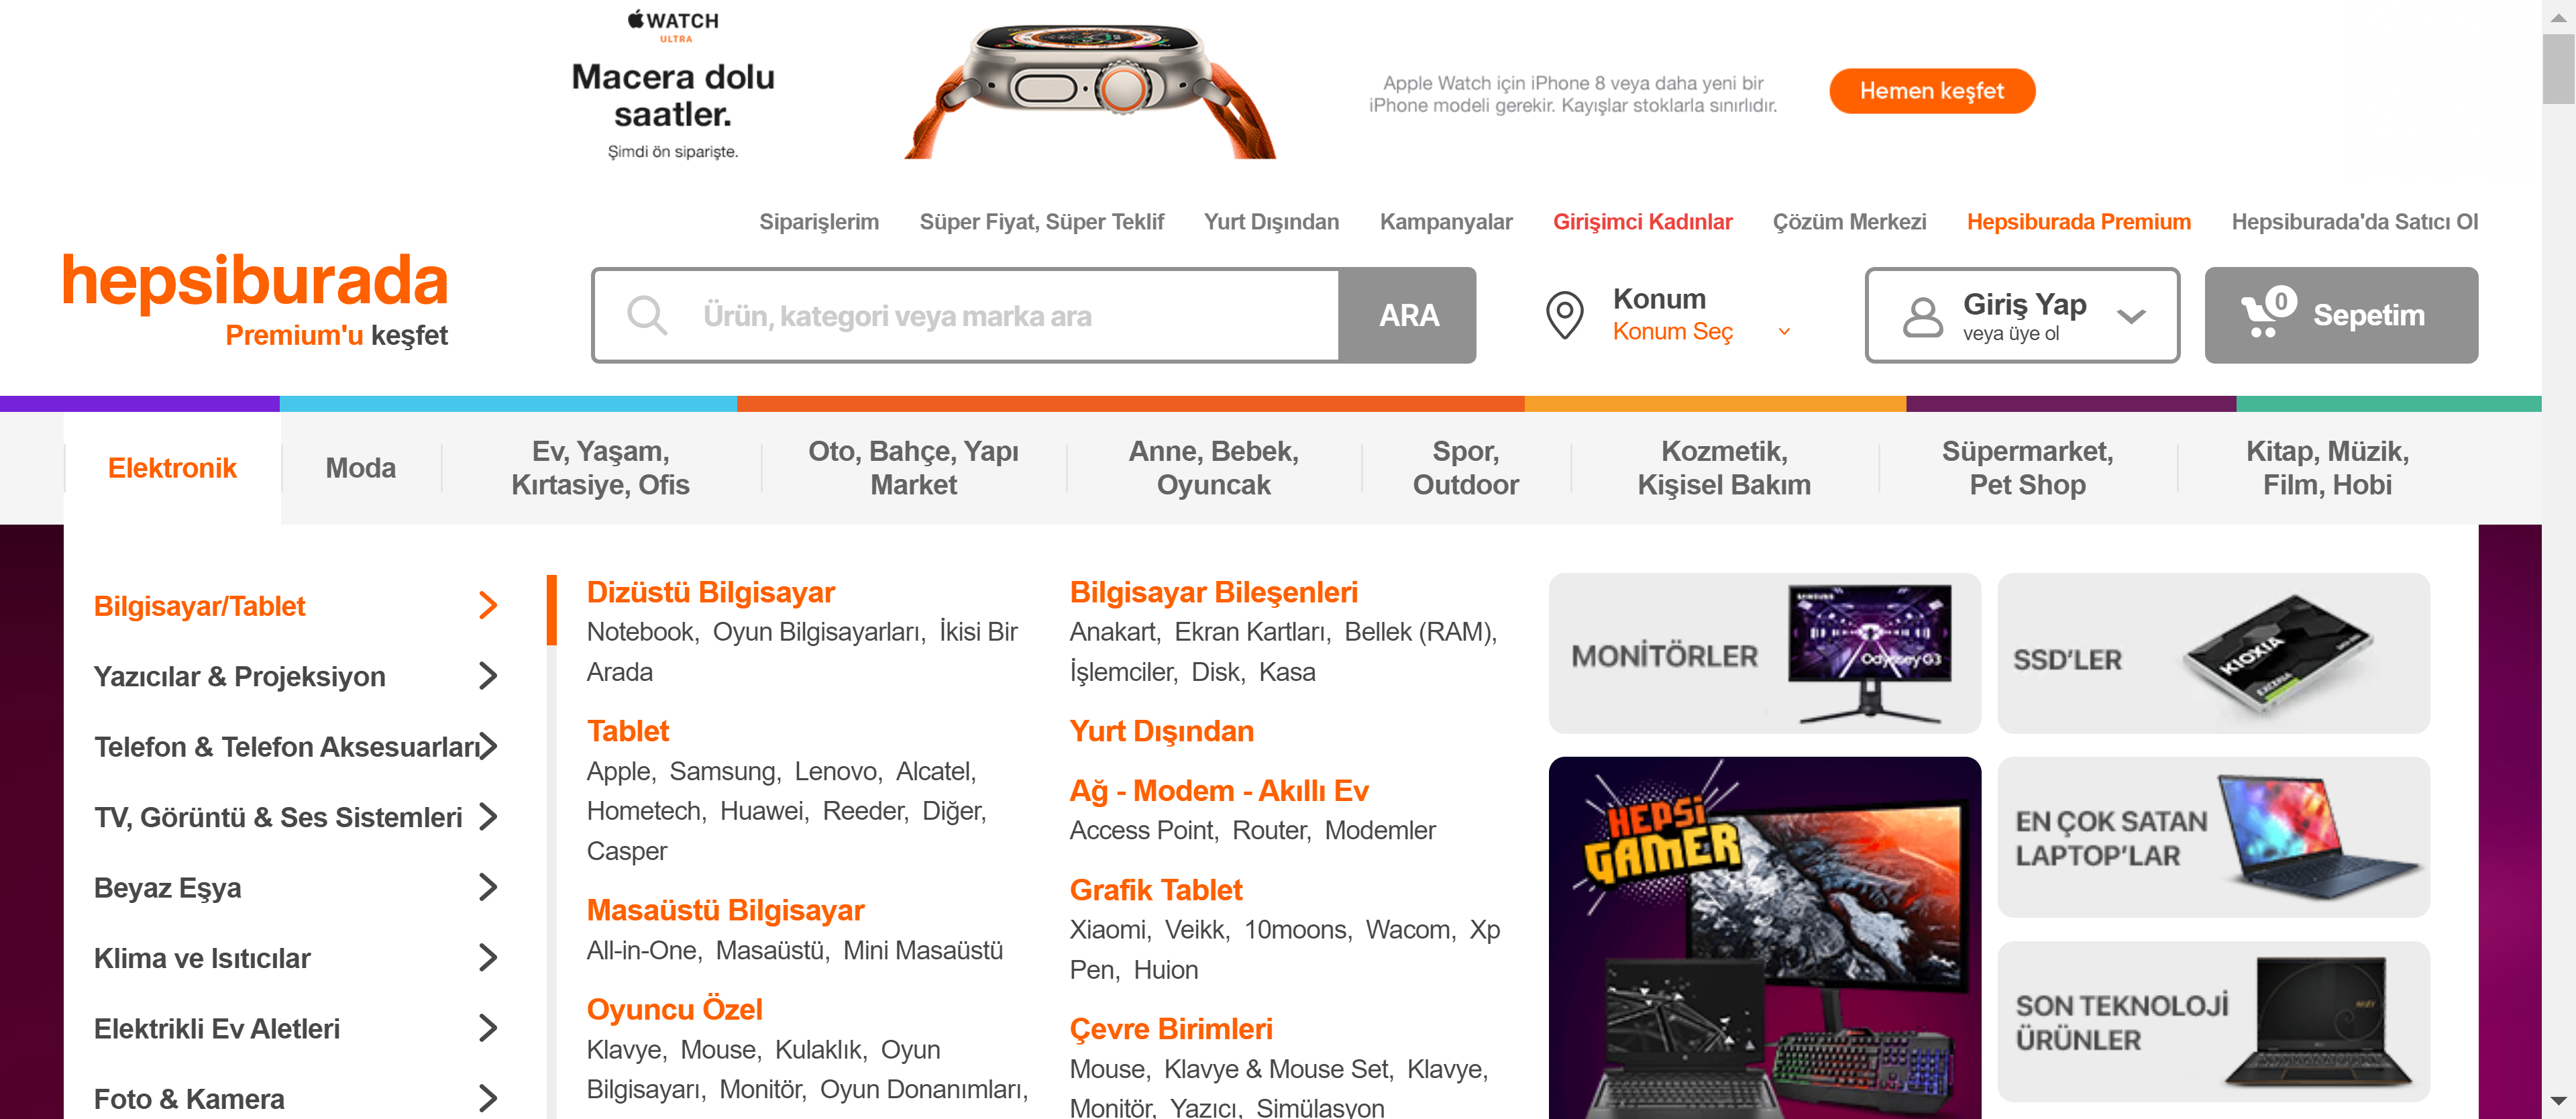 WATCH
ULTRA
Macera dolu
saatler.
Şimdi ön siparişte.
Apple Watch için iPhone 8 veya daha yeni bir
iPhone modeli gerekir. Kayışlar stoklarla sınırlıdır.
Hemen keşfet
Siparişlerim
Süper Fiyat, Süper Teklif
Yurt Dışından
Kampanyalar
Girişimci Kadınlar
Çözüm Merkezi
Hepsiburada Premium
Hepsiburada'da Satıcı Ol
hepsiburada
Premium'u keşfet
Ürün, kategori veya marka ara
ARA
Konum
Konum Seç
Giriş Yap
veya üye ol
0
Sepetim
Elektronik
Moda
Ev, Yaşam,
Kırtasiye, Ofis
Oto, Bahçe, Yapı
Market
Anne, Bebek,
Oyuncak
Spor,
Outdoor
Kozmetik,
Kişisel Bakım
Süpermarket,
Pet Shop
Kitap, Müzik,
Film, Hobi
Bilgisayar/Tablet
Yazıcılar & Projeksiyon
Telefon & Telefon Aksesuarları
TV, Görüntü & Ses Sistemleri
Beyaz Eşya
Klima ve Isıtıcılar
Elektrikli Ev Aletleri
Foto & Kamera
Dizüstü Bilgisayar
Notebook, Oyun Bilgisayarları, İkisi Bir
Arada
Tablet
Apple, Samsung, Lenovo, Alcatel,
Hometech, Huawei, Reeder, Diğer,
Casper
Masaüstü Bilgisayar
All-in-One, Masaüstü, Mini Masaüstü
Oyuncu Özel
Klavye, Mouse, Kulaklık, Oyun
Bilgisayarı, Monitör, Oyun Donanımları,
Bilgisayar Bileşenleri
Anakart, Ekran Kartları, Bellek (RAM),
İşlemciler, Disk, Kasa
Yurt Dışından
Ağ - Modem - Akıllı Ev
Access Point, Router, Modemler
Grafik Tablet
Xiaomi, Veikk, 10moons, Wacom, Xp
Pen, Huion
Çevre Birimleri
Mouse, Klavye & Mouse Set, Klavye,
Monitör, Yazıcı, Simülasyon
MONİTÖRLER
SAMSUNG
Odyssey G3
SSD'LER
KIOXIA
EXCERIA
HEPSİ
GAMER
EN ÇOK SATAN
LAPTOP'LAR
SON TEKNOLOJİ
ÜRÜNLER